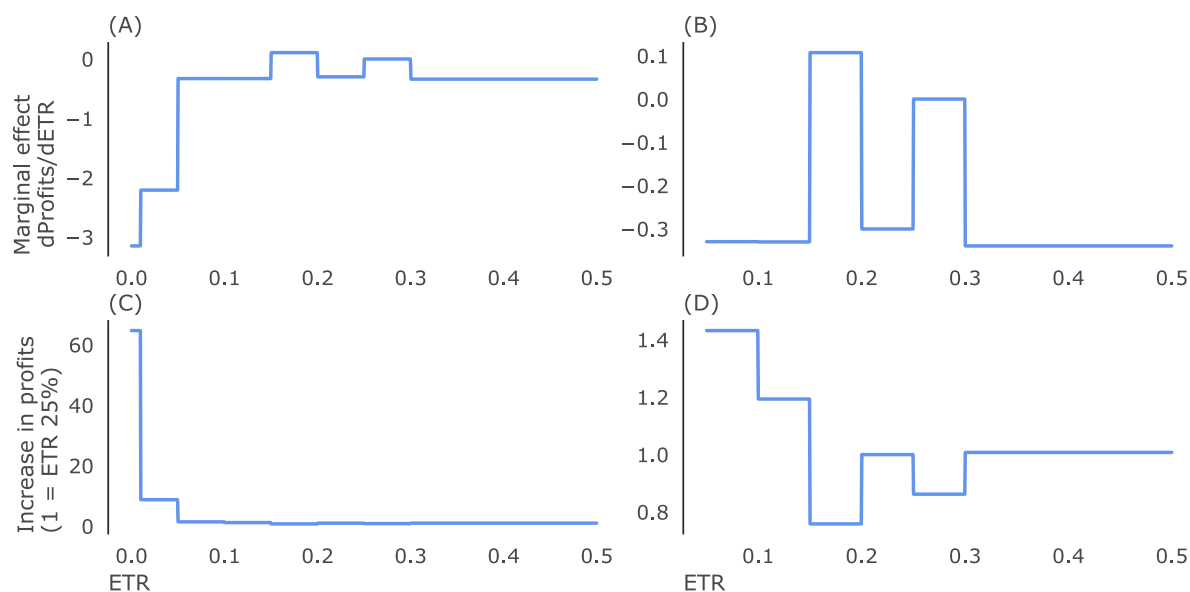 (A)
(B)
Marginal effect
dProfits/dETR
0
−1
−2
−3
0.0 0.1 0.2 0.3 0.4 0.5
0.1
0.0
−0.1
−0.2
−0.3
0.1 0.2 0.3 0.4 0.5
(C)
(D)
Increase in profits
(1 = ETR 25%)
60
40
20
0
0.0 0.1 0.2 0.3 0.4 0.5
ETR
1.4
1.2
1.0
0.8
0.1 0.2 0.3 0.4 0.5
ETR